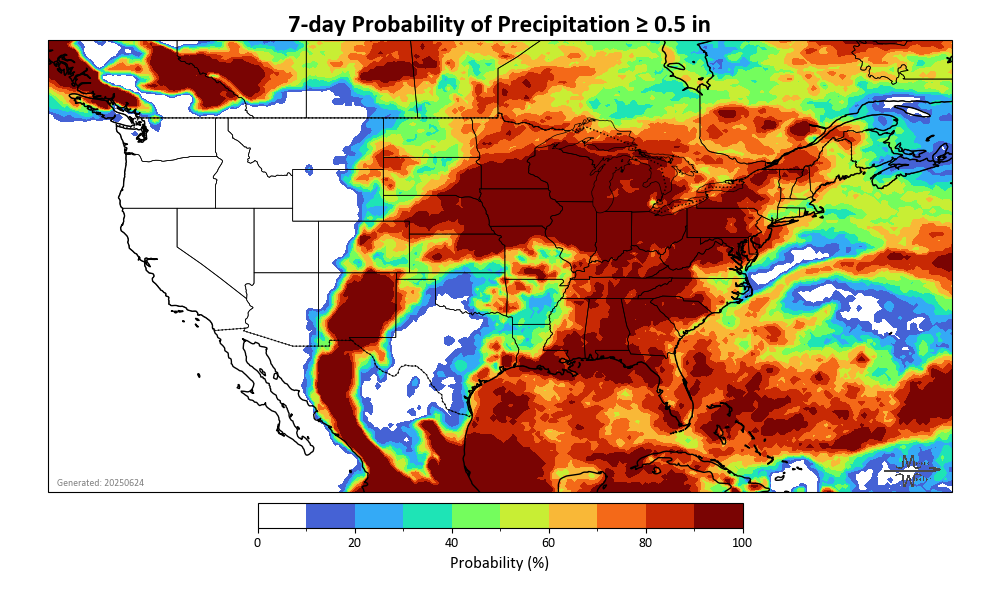 7-day Probability of Precipitation ≥ 0.5 in
Generated: 20250624
0 20 40 60 80 100
Probability (%)